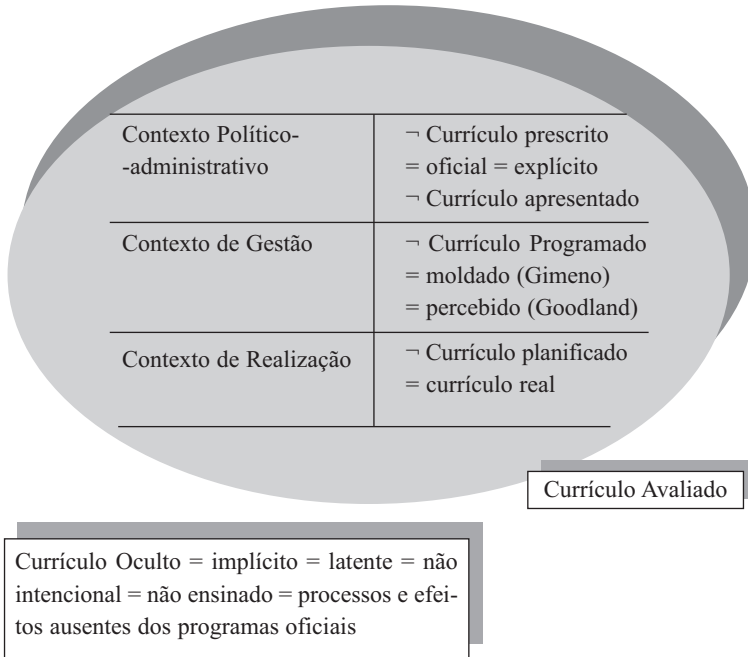 Contexto Político-
-administrativo
¬ Currículo prescrito
= oficial = explícito
¬ Currículo apresentado
Contexto de Gestão
¬ Currículo Programado
= moldado (Gimeno)
= percebido (Goodland)
Contexto de Realização
¬ Currículo planificado
= currículo real
Currículo Avaliado
Currículo Oculto = implícito = latente = não
intencional = não ensinado = processos e efei-
tos ausentes dos programas oficiais